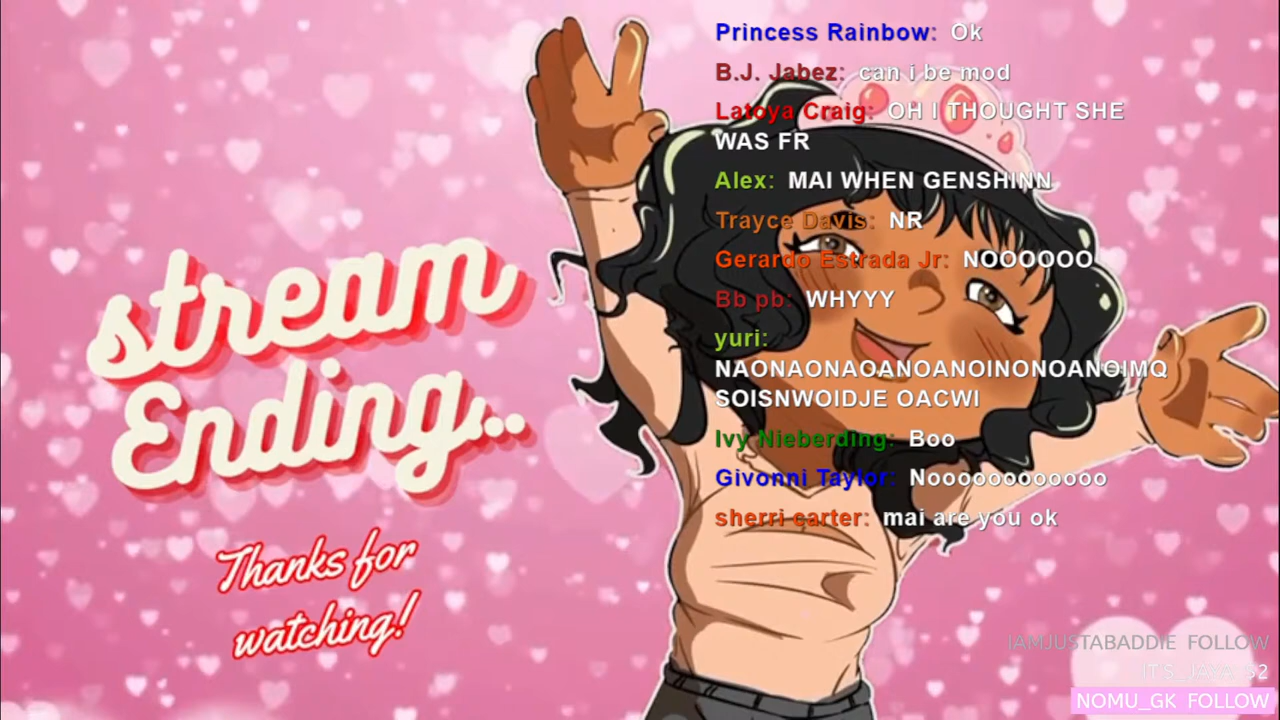 Princess Rainbow: Ok
B.J. Jabez: can i be mod
Latoya Craig: OH I THOUGHT SHE
WAS FR
Alex: MAI WHEN GENSHINN
Trayce Davis: NR
Gerardo Estrada Jr: NOOOOOO
Bb pb: WHYYY
yuri:
NAONAONAOANOANOINONOANOIMQ
SOISNWOIDJE OACWI
Ivy Nieberding: Boo
Givonni Taylor: Noooooooooooo
sherri carter: mai are you ok
stream
Ending..
Thanks for
watching!
IAMJUSTABADDIE FOLLOW
NOMU_GK FOLLOW